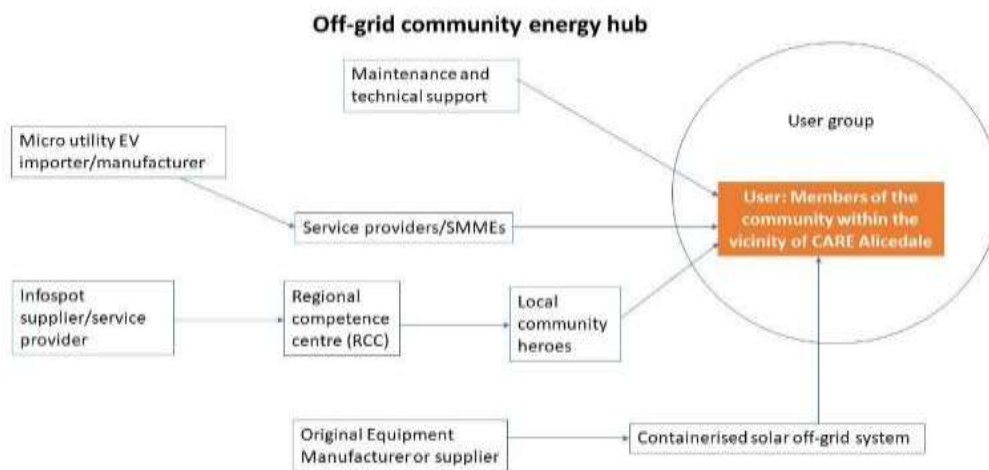 Off-grid community energy hub
Maintenance and
technical support
User group
Micro utility EV
importer/manufacturer
User: Members of the
community within the
vicinity of CARE Alicedale
Service providers/SMMEs
Infospot
supplier/service
provider
Regional
competence
centre (RCC)
Local
community
heroes
Original Equipment
Manufacturer or supplier
Containerised solar off-grid system